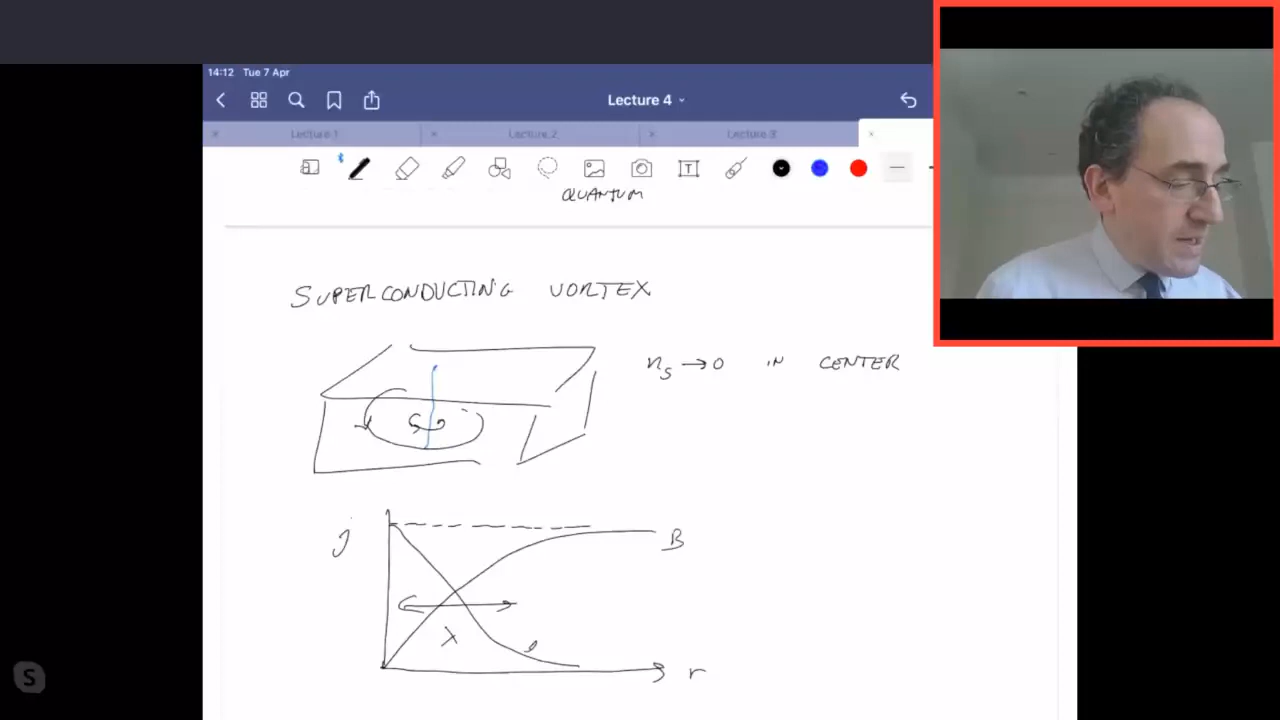 14:12 Tue 7 Apr
Lecture 4
Lecture 1
Lecture 2
Lecture 3
T
QUANTUM
SUPERCONDUCTING VORTEX
n_s → 0 IN CENTER
j
B
λ
r
S